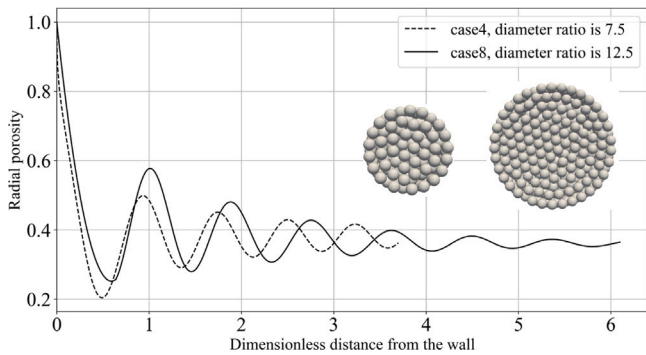 case4, diameter ratio is 7.5
case8, diameter ratio is 12.5
Radial porosity
1.0
0.8
0.6
0.4
0.2
0 1 2 3 4 5 6
Dimensionless distance from the wall